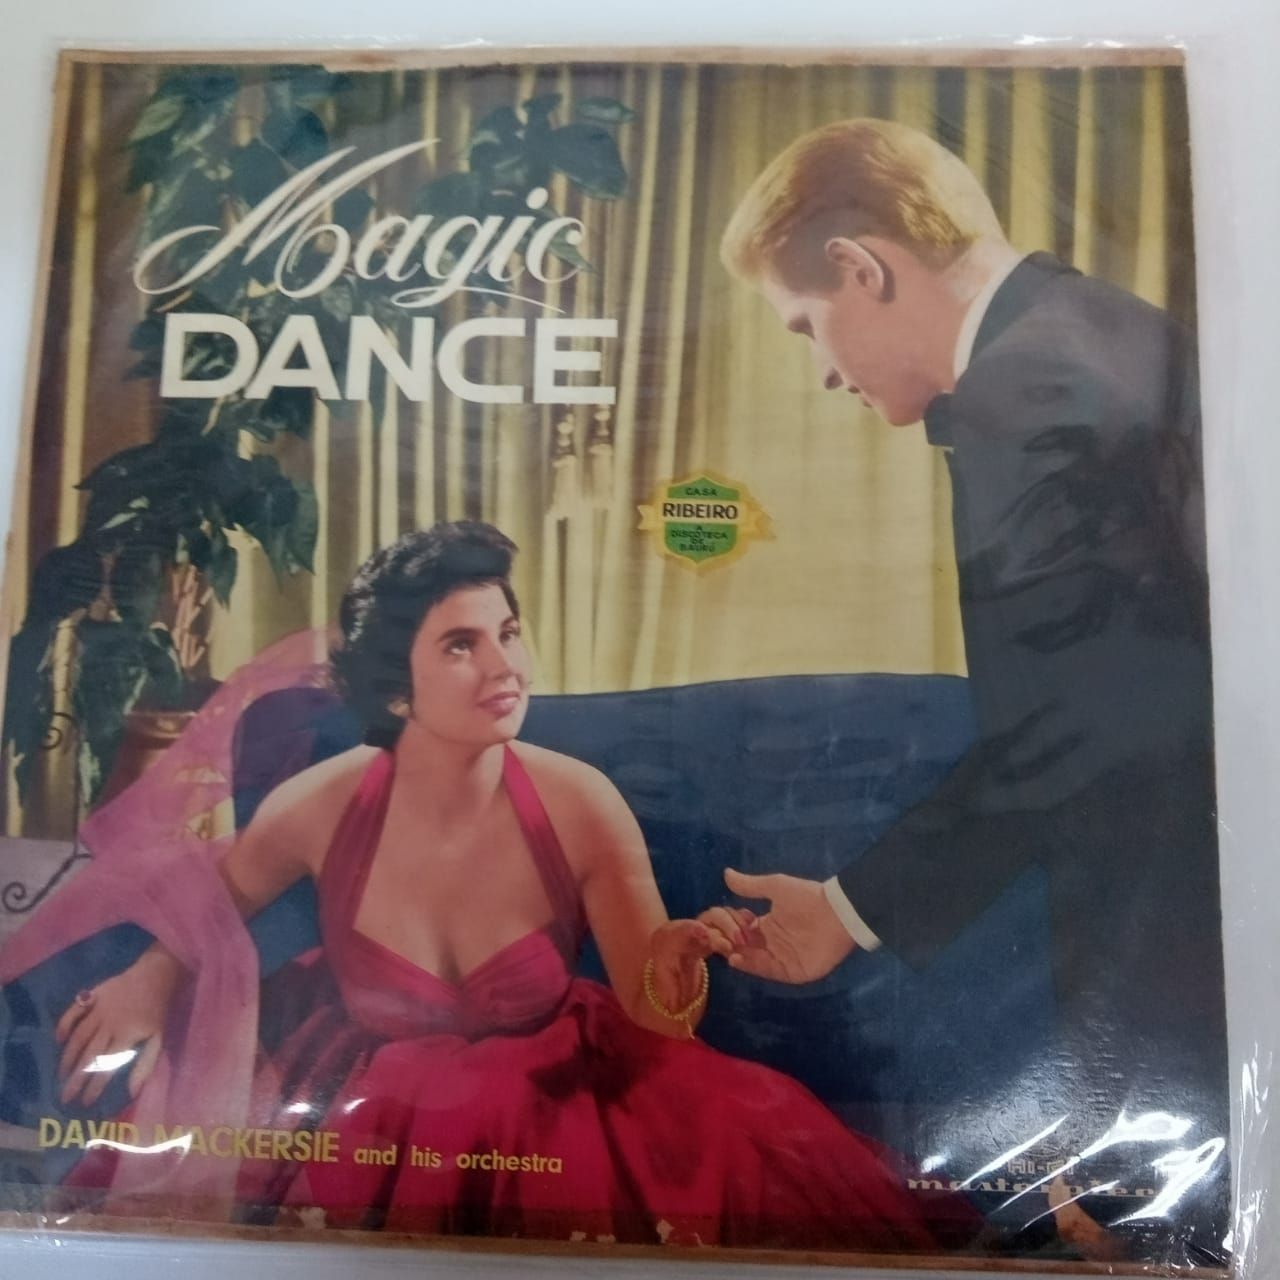 Magic
DANCE
CASA
RIBEIRO
A
DISCOTECA
DE
BAURU
DAVID MACKERSIE and his orchestra
HI-FI